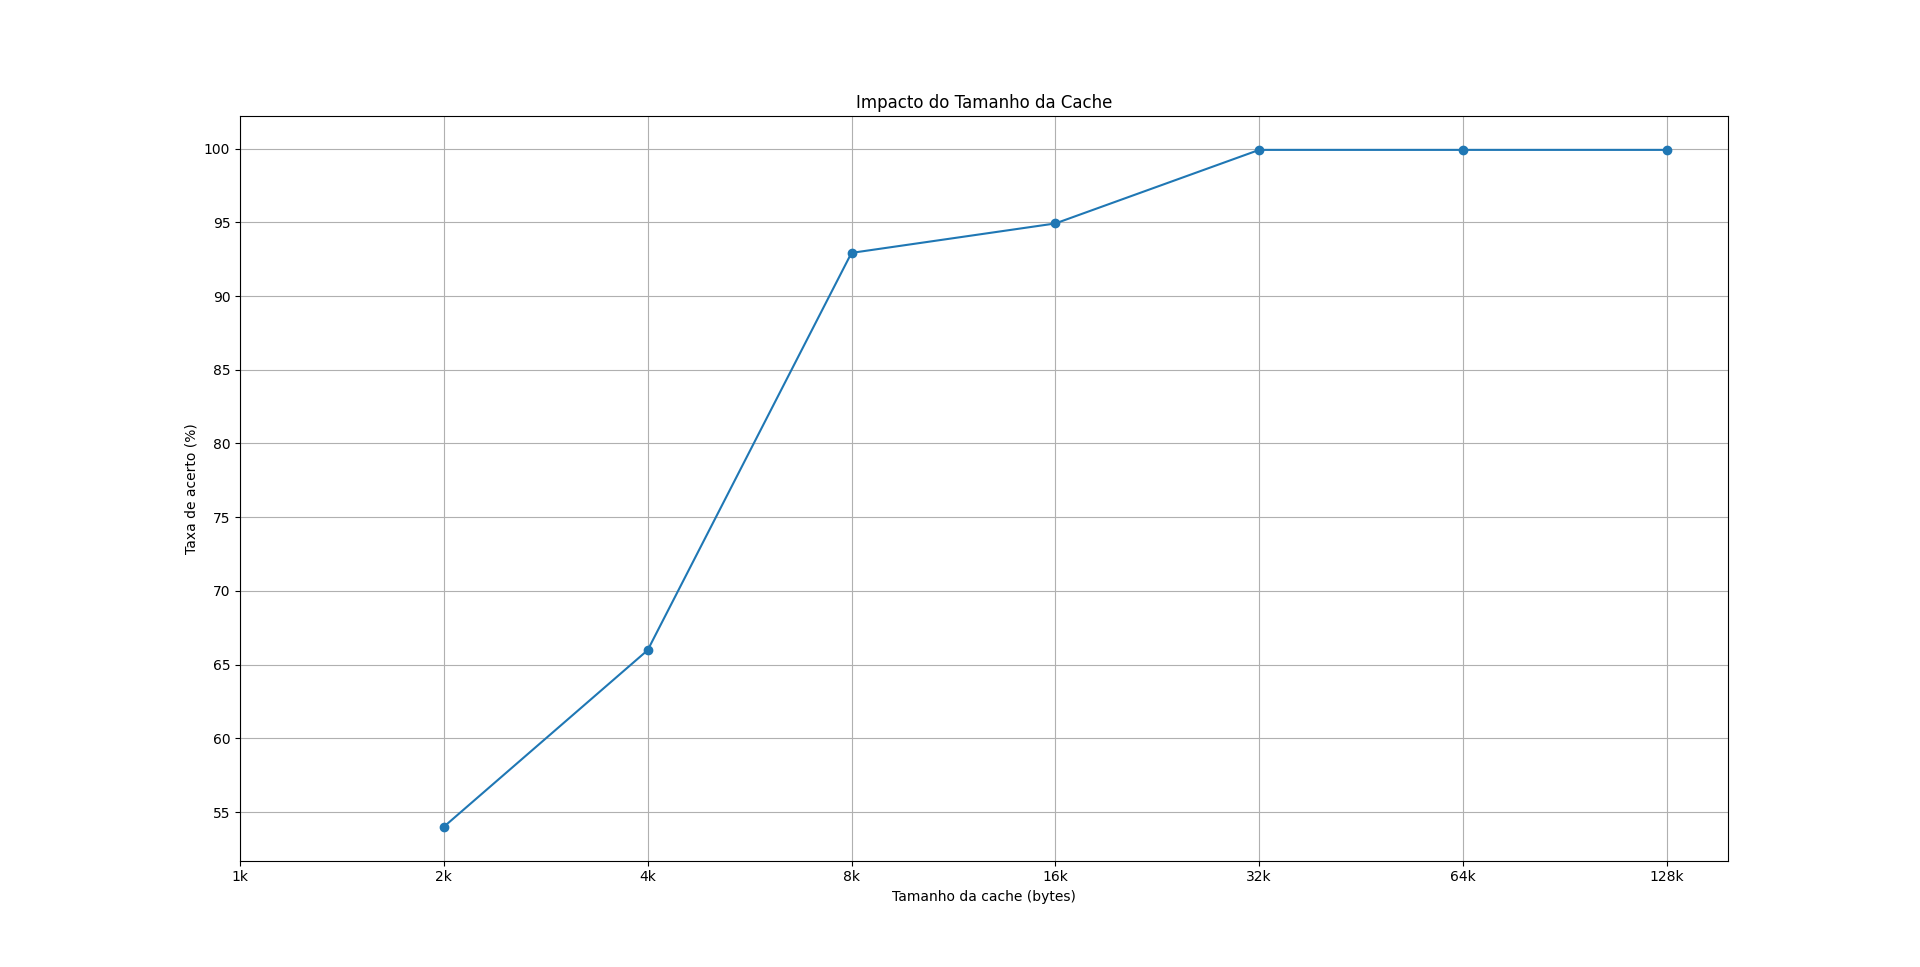 Impacto do Tamanho da Cache
100
95
90
85
80
75
70
65
60
55
Taxa de acerto (%)
1k 2k 4k 8k 16k 32k 64k 128k
Tamanho da cache (bytes)